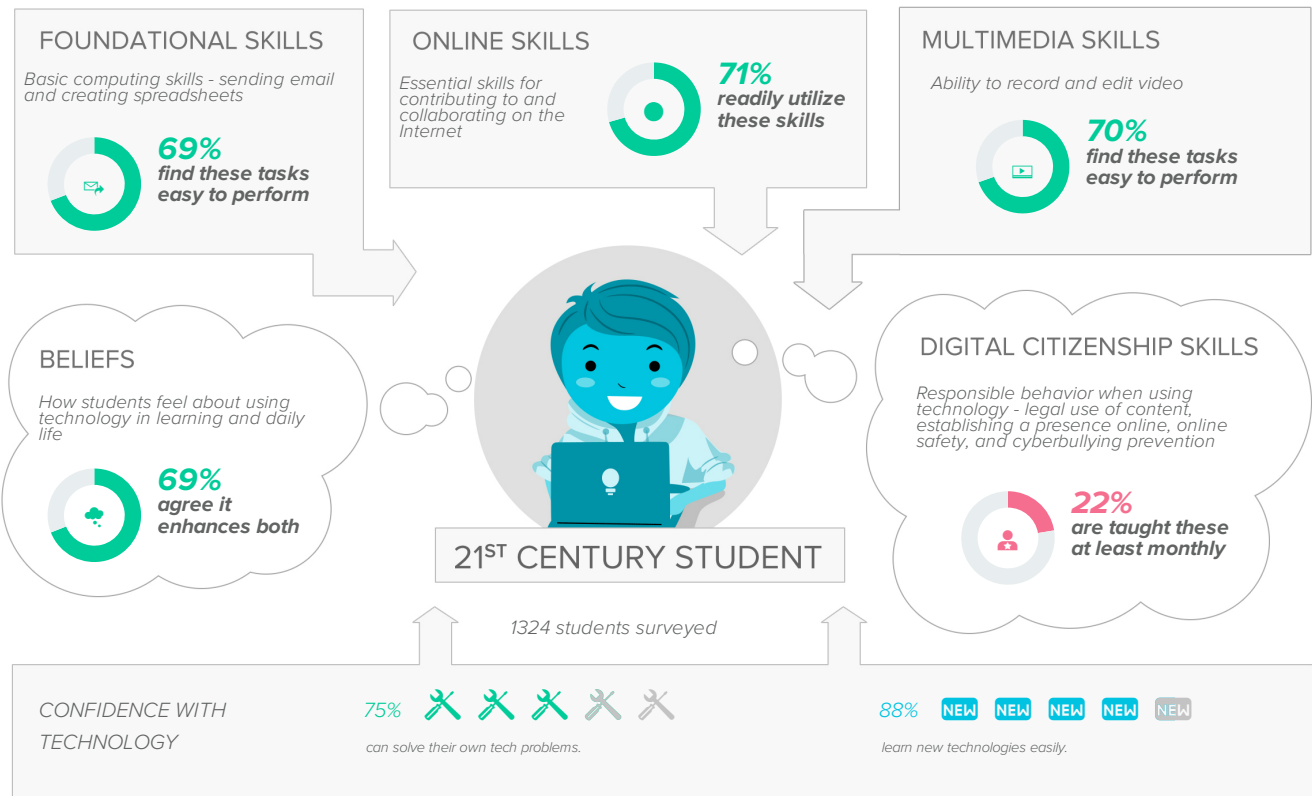 FOUNDATIONAL SKILLS
Basic computing skills - sending email
and creating spreadsheets
69%
find these tasks
easy to perform
ONLINE SKILLS
Essential skills for
contributing to and
collaborating on the
Internet
71%
readily utilize
these skills
MULTIMEDIA SKILLS
Ability to record and edit video
70%
find these tasks
easy to perform
BELIEFS
How students feel about using
technology in learning and daily
life
69%
agree it
enhances both
DIGITAL CITIZENSHIP SKILLS
Responsible behavior when using
technology - legal use of content,
establishing a presence online, online
safety, and cyberbullying prevention
22%
are taught these
at least monthly
21ST CENTURY STUDENT
1324 students surveyed
CONFIDENCE WITH
TECHNOLOGY
75%
can solve their own tech problems.
88% NEW NEW NEW NEW NEW
learn new technologies easily.